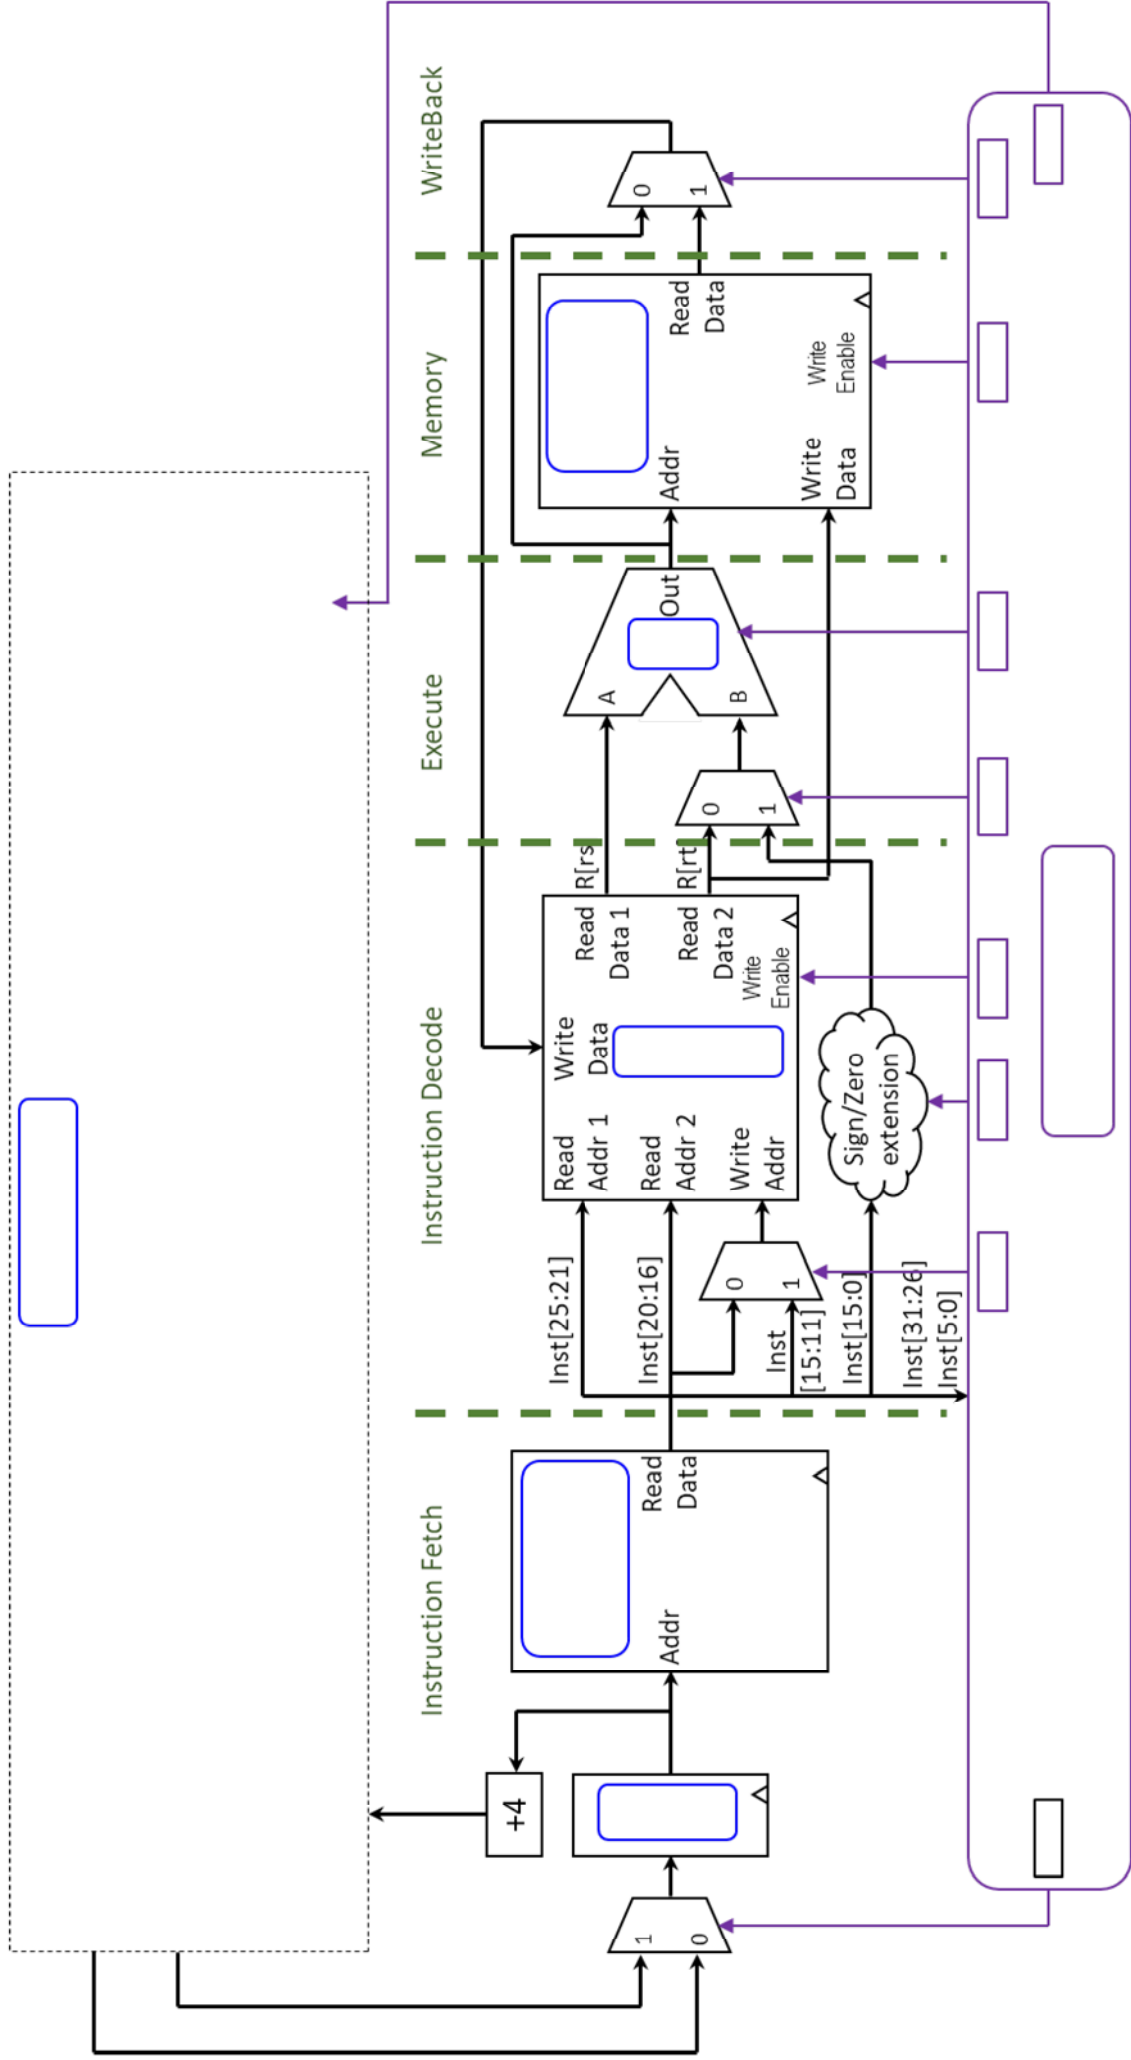 Instruction Fetch
Instruction Decode
Execute
Memory
WriteBack
1
0
+4
Addr
Read
Data
Inst[25:21]
Inst[20:16]
Inst
[15:11]
Inst[15:0]
Inst[31:26]
Inst[5:0]
0
1
Read
Addr 1
Read
Addr 2
Write
Addr
Write
Data
Read
Data 1
Read
Data 2
Write
Enable
Sign/Zero
extension
R[rs
R[rt
0
1
A
B
Out
Addr
Write
Data
Write
Enable
Read
Data
0
1